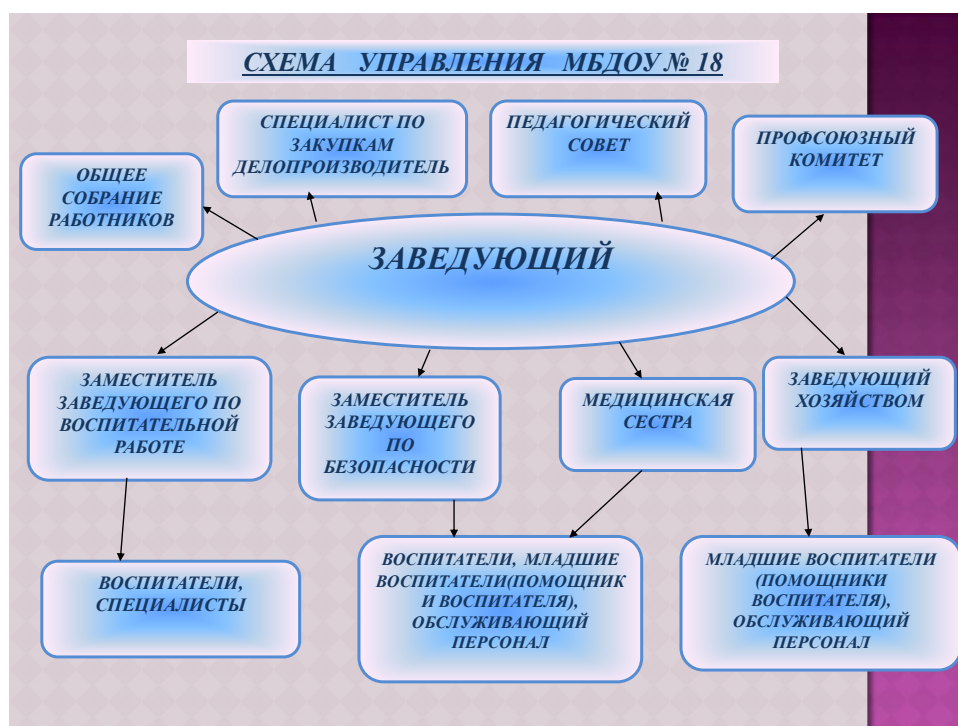 СХЕМА УПРАВЛЕНИЯ МБДОУ № 18
ОБЩЕЕ
СОБРАНИЕ
РАБОТНИКОВ
СПЕЦИАЛИСТ ПО
ЗАКУПКАМ
ДЕЛОПРОИЗВОДИТЕЛЬ
ПЕДАГОГИЧЕСКИЙ
СОВЕТ
ПРОФСОЮЗНЫЙ
КОМИТЕТ
ЗАВЕДУЮЩИЙ
ЗАМЕСТИТЕЛЬ
ЗАВЕДУЮЩЕГО ПО
ВОСПИТАТЕЛЬНОЙ
РАБОТЕ
ЗАМЕСТИТЕЛЬ
ЗАВЕДУЮЩЕГО
ПО
БЕЗОПАСНОСТИ
МЕДИЦИНСКАЯ
СЕСТРА
ЗАВЕДУЮЩИЙ
ХОЗЯЙСТВОМ
ВОСПИТАТЕЛИ,
СПЕЦИАЛИСТЫ
ВОСПИТАТЕЛИ, МЛАДШИЕ
ВОСПИТАТЕЛИ(ПОМОЩНИК
И ВОСПИТАТЕЛЯ),
ОБСЛУЖИВАЮЩИЙ
ПЕРСОНАЛ
МЛАДШИЕ ВОСПИТАТЕЛИ
(ПОМОЩНИКИ
ВОСПИТАТЕЛЯ),
ОБСЛУЖИВАЮЩИЙ
ПЕРСОНАЛ